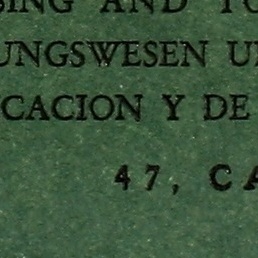 SING AND TO
UNGSWESEN U
CACION Y DE
47, CA